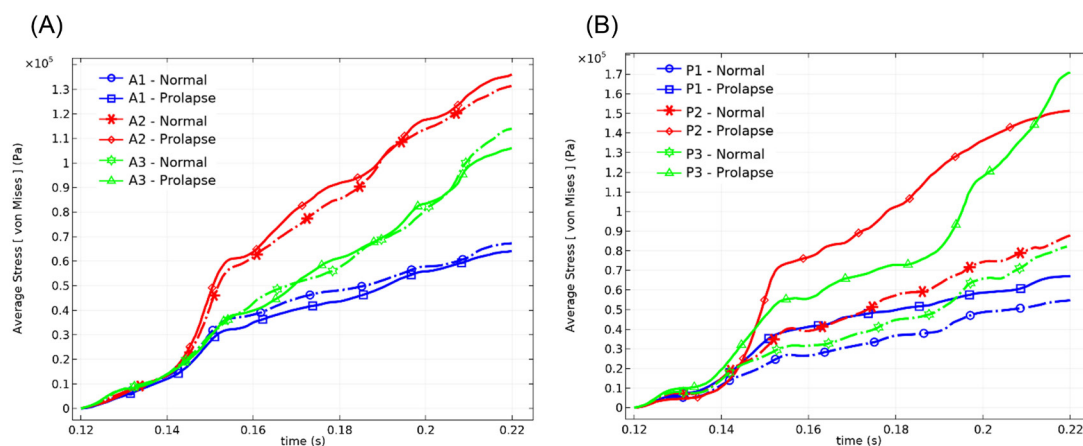 (A)
×10⁵
A1 - Normal
A1 - Prolapse
A2 - Normal
A2 - Prolapse
A3 - Normal
A3 - Prolapse
1.3
1.2
1.1
1
0.9
0.8
0.7
0.6
0.5
0.4
0.3
0.2
0.1
0
Average Stress [ von Mises ] (Pa)
0.12
0.14
0.16
0.18
0.2
0.22
time (s)
(B)
×10⁵
P1 - Normal
P1 - Prolapse
P2 - Normal
P2 - Prolapse
P3 - Normal
P3 - Prolapse
1.7
1.6
1.5
1.4
1.3
1.2
1.1
1
0.9
0.8
0.7
0.6
0.5
0.4
0.3
0.2
0.1
0
Average Stress [ von Mises ] (Pa)
0.12
0.14
0.16
0.18
0.2
0.22
time (s)